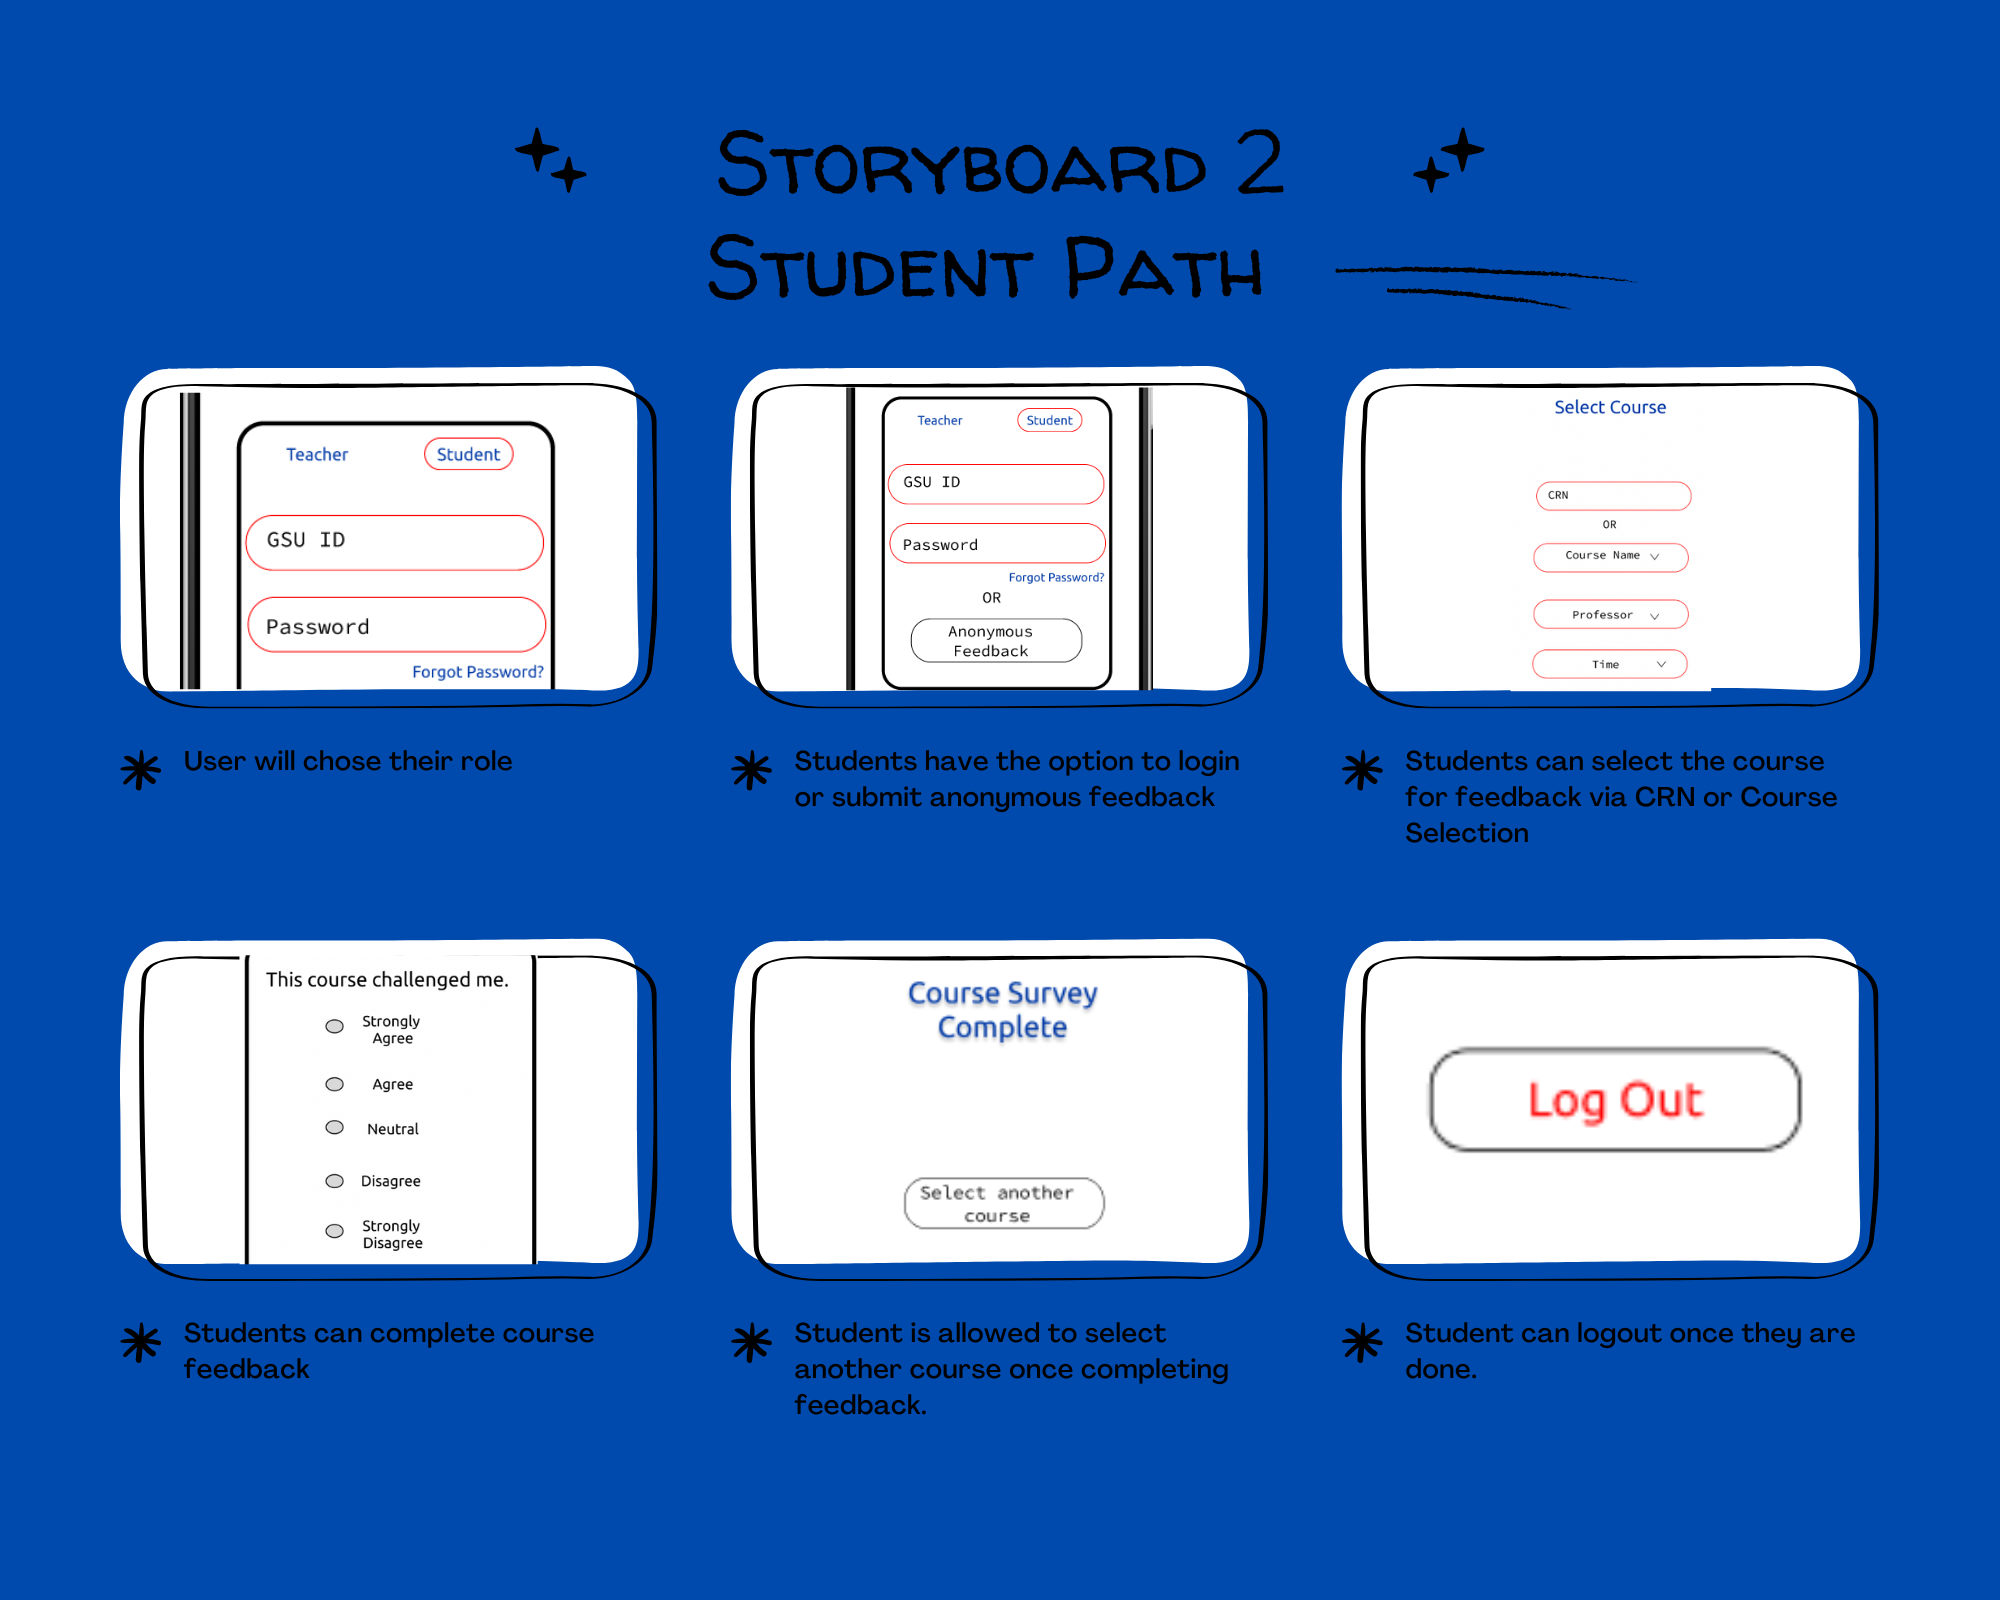 STORYBOARD 2
STUDENT PATH
Teacher
Student
GSU ID
Password
Forgot Password?
User will chose their role
Teacher
Student
GSU ID
Password
Forgot Password?
OR
Anonymous
Feedback
Students have the option to login
or submit anonymous feedback
Select Course
CRN
OR
Course Name
Professor
Time
Students can select the course
for feedback via CRN or Course
Selection
This course challenged me.
Strongly
Agree
Agree
Neutral
Disagree
Strongly
Disagree
Students can complete course
feedback
Course Survey
Complete
Select another
course
Student is allowed to select
another course once completing
feedback.
Log Out
Student can logout once they are
done.